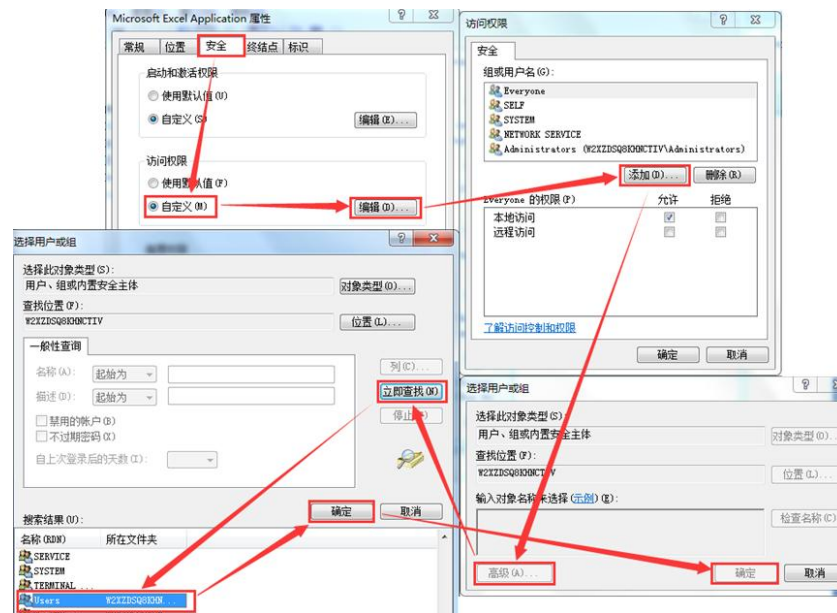 Microsoft Excel Application 属性
常规 位置 安全 终结点 标识
启动和激活权限
使用默认值(U)
自定义(S)
编辑(E)...
访问权限
使用默认值(F)
自定义(M)
编辑(D)...
访问权限
安全
组或用户名(G):
Everyone
SELF
SYSTEM
NETWORK SERVICE
Administrators (W2XZDSQ8KHNCTIV\Administrators)
添加(D)... 删除(R)
Everyone 的权限(P) 允许 拒绝
本地访问
远程访问
了解访问控制和权限
确定 取消
选择用户或组
选择此对象类型(S):
用户、组或内置安全主体
对象类型(O)...
查找位置(F):
W2XZDSQ8KHNCTIV
位置(L)...
一般性查询
名称(A): 起始为
描述(D): 起始为
禁用的帐户(B)
不过期密码(X)
自上次登录后的天数(I):
列(C)...
立即查找(N)
停止
确定 取消
搜索结果(U):
名称(RDN) 所在文件夹
SERVICE
SYSTEM
TERMINAL ...
Users W2XZDSQ8KHN...
选择用户或组
选择此对象类型(S):
用户、组或内置安全主体
对象类型(O)...
查找位置(F):
W2XZDSQ8KHNCTIV
位置(L)...
输入对象名称来选择(示例)(E):
检查名称(C)
高级(A)...
确定 取消